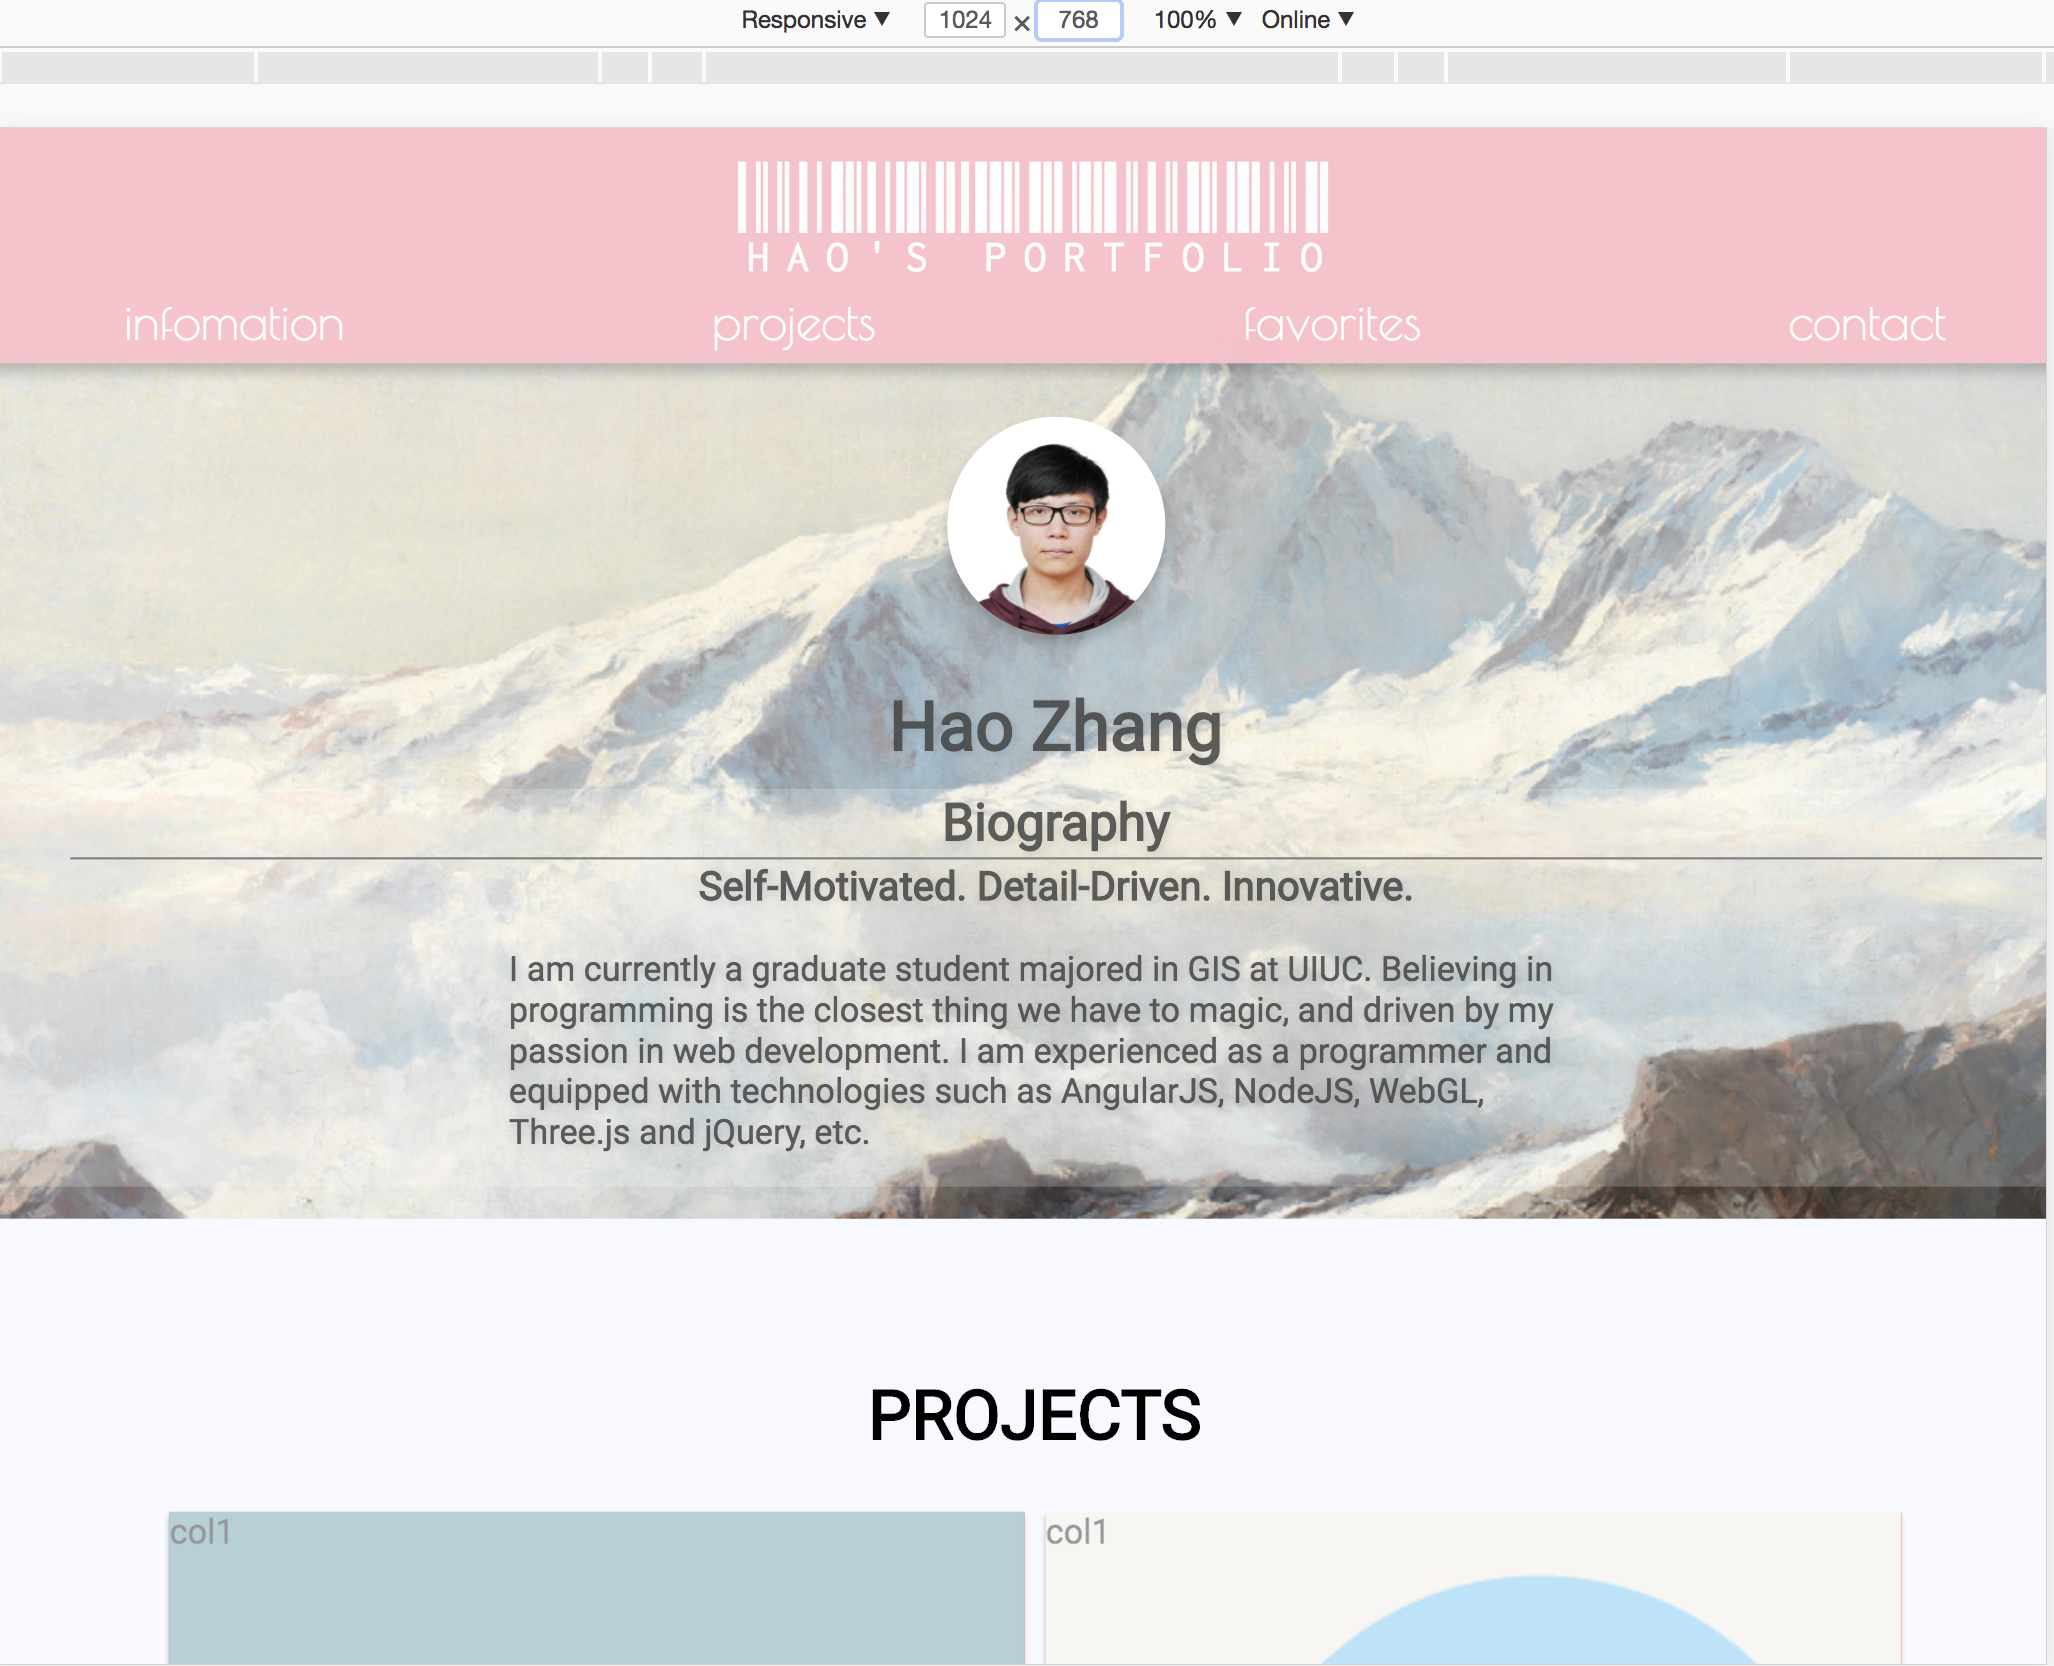 Responsive ▼ 1024 × 768 100% ▼ Online ▼
HAO'S PORTFOLIO
infomation projects favorites contact
Hao Zhang
Biography
Self-Motivated. Detail-Driven. Innovative.
I am currently a graduate student majored in GIS at UIUC. Believing in
programming is the closest thing we have to magic, and driven by my
passion in web development. I am experienced as a programmer and
equipped with technologies such as AngularJS, NodeJS, WebGL,
Three.js and jQuery, etc.
PROJECTS
col1 col1